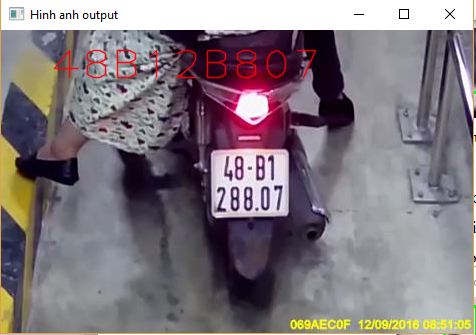 Hinh anh output
48B12B807
48-B1
288.07
069AEC0F 12/09/2016 08:51:05